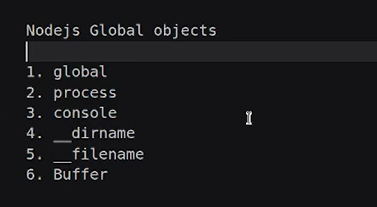 Nodejs Global objects
1. global
2. process
3. console
4. __dirname
5. __filename
6. Buffer